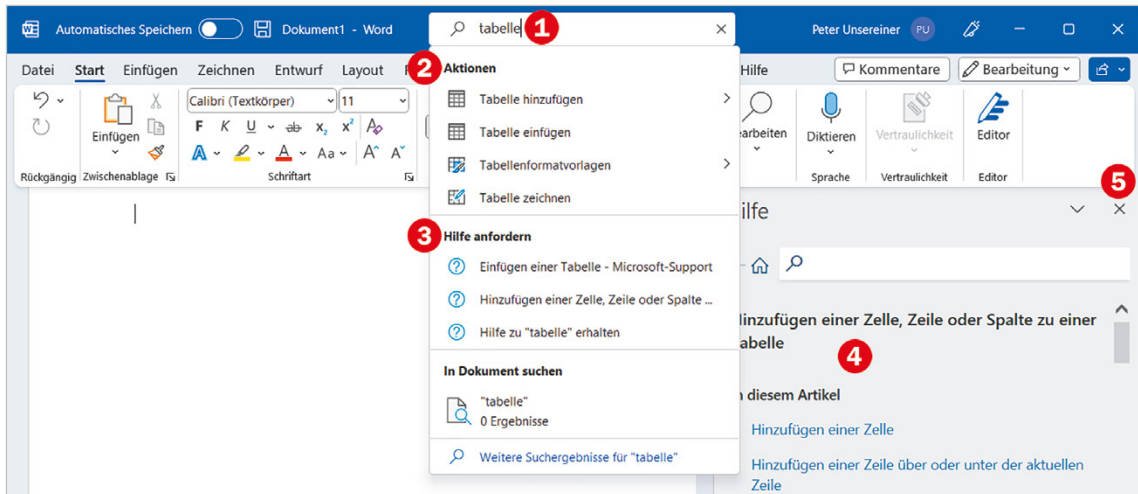 Automatisches Speichern
Dokument1 - Word
tabelle
1
Peter Unsereiner
PU
Datei Start Einfügen Zeichnen Entwurf Layout
Hilfe
Kommentare
Bearbeitung
2 Aktionen
Tabelle hinzufügen
Tabelle einfügen
Tabellenformatvorlagen
Tabelle zeichnen
3 Hilfe anfordern
Einfügen einer Tabelle - Microsoft-Support
Hinzufügen einer Zelle, Zeile oder Spalte ...
Hilfe zu "tabelle" erhalten
In Dokument suchen
"tabelle"
0 Ergebnisse
Weitere Suchergebnisse für "tabelle"
Einfügen
Calibri (Textkörper) 11
F K U ab x₂ x² A
A A Aa A A
Rückgängig Zwischenablage Schriftart
earbeiten
Diktieren
Vertraulichkeit
Editor
Sprache Vertraulichkeit Editor
5
ilfe
inzufügen einer Zelle, Zeile oder Spalte zu einer
abelle
4
diesem Artikel
Hinzufügen einer Zelle
Hinzufügen einer Zeile über oder unter der aktuellen
Zeile